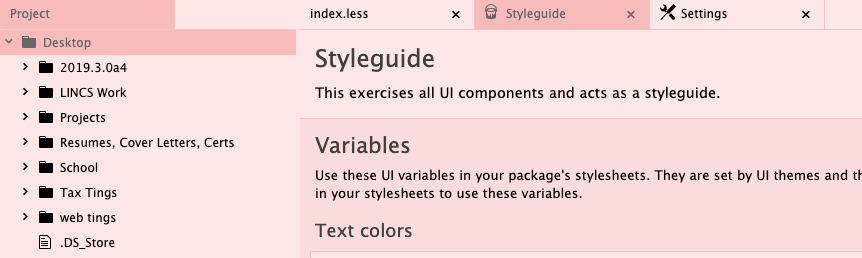 Project
Desktop
2019.3.0a4
LINCS Work
Projects
Resumes, Cover Letters, Certs
School
Tax Tings
web tings
.DS_Store
index.less
Styleguide
Settings
Styleguide
This exercises all UI components and acts as a styleguide.
Variables
Use these UI variables in your package's stylesheets. They are set by UI themes and th
in your stylesheets to use these variables.
Text colors